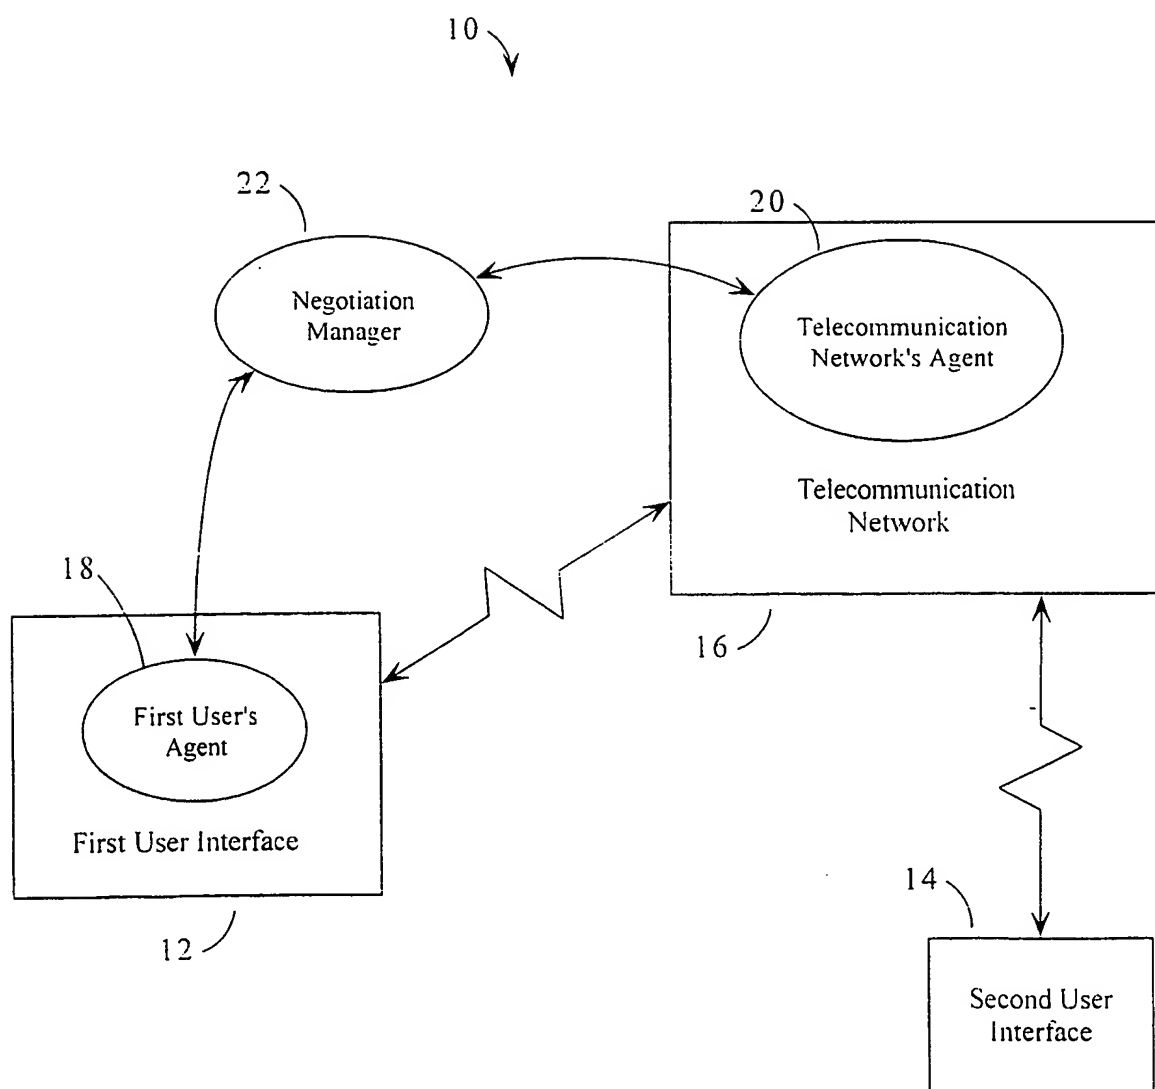 10
22
20
Negotiation
Manager
Telecommunication
Network's Agent
Telecommunication
Network
18
16
First User's
Agent
First User Interface
12
14
Second User
Interface